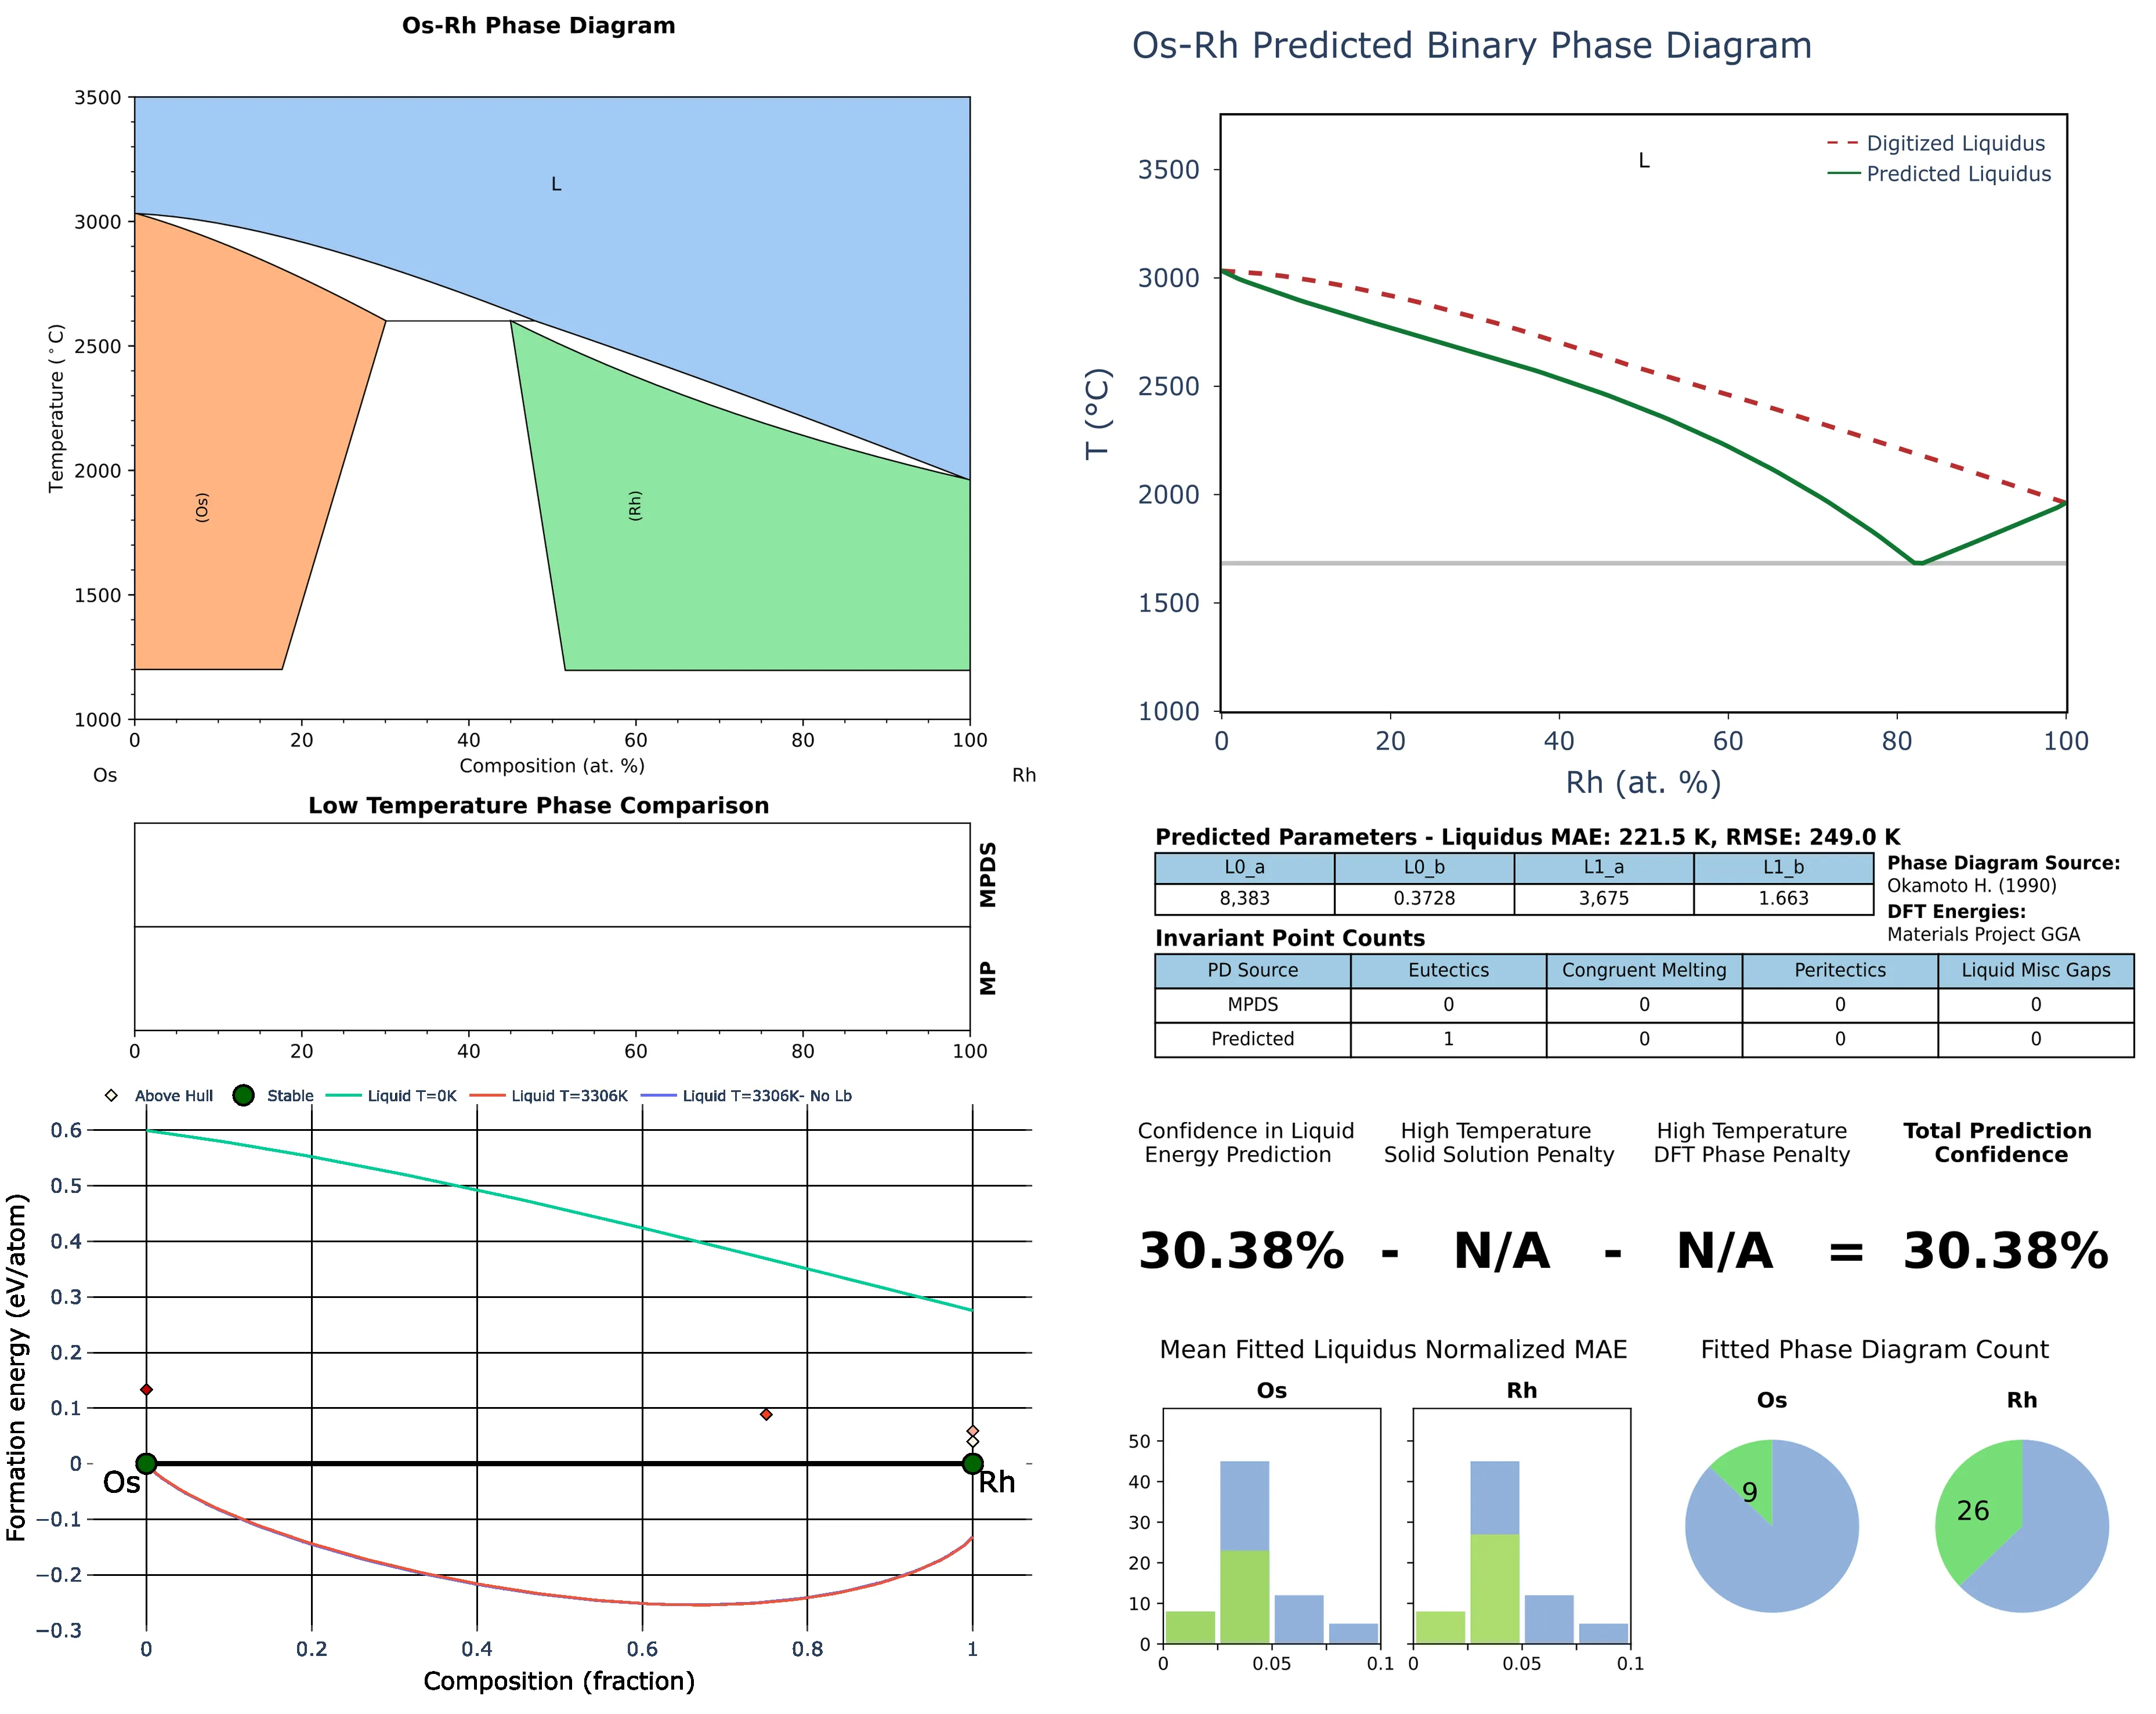 Os-Rh Phase Diagram
3500
3000
2500
2000
1500
1000
Temperature (°C)
L
(Os)
(Rh)
0 20 40 60 80 100
Composition (at. %)
Os Rh
Low Temperature Phase Comparison
MPDS
MP
0 20 40 60 80 100
Above Hull Stable Liquid T=0K Liquid T=3306K Liquid T=3306K- No Lb
0.6
0.5
0.4
0.3
0.2
0.1
0
−0.1
−0.2
−0.3
Formation energy (eV/atom)
Os Rh
0 0.2 0.4 0.6 0.8 1
Composition (fraction)
Os-Rh Predicted Binary Phase Diagram
L
Digitized Liquidus
Predicted Liquidus
3500
3000
2500
2000
1500
1000
T (°C)
0 20 40 60 80 100
Rh (at. %)
Predicted Parameters - Liquidus MAE: 221.5 K, RMSE: 249.0 K
L0_a L0_b L1_a L1_b
8,383 0.3728 3,675 1.663
Phase Diagram Source:
Okamoto H. (1990)
DFT Energies:
Materials Project GGA
Invariant Point Counts
PD Source Eutectics Congruent Melting Peritectics Liquid Misc Gaps
MPDS 0 0 0 0
Predicted 1 0 0 0
Confidence in Liquid High Temperature High Temperature Total Prediction
Energy Prediction Solid Solution Penalty DFT Phase Penalty Confidence
30.38% - N/A - N/A = 30.38%
Mean Fitted Liquidus Normalized MAE Fitted Phase Diagram Count
Os Rh Os Rh
50
40
30
20
10
0
0 0.05 0.1 0 0.05 0.1
9 26